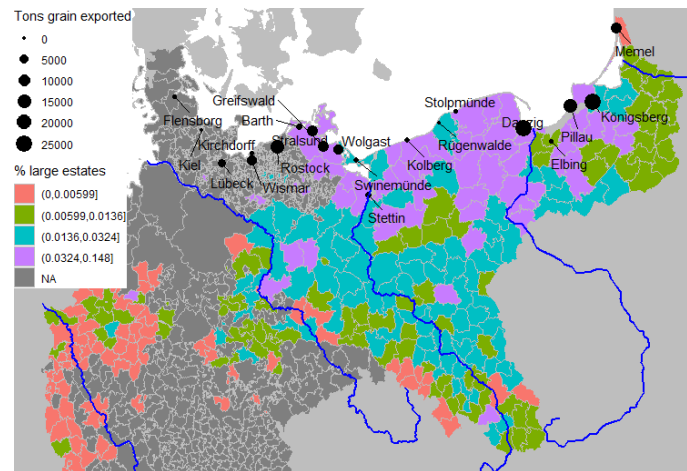 Tons grain exported
0
5000
10000
15000
20000
25000
% large estates
(0,0.00599]
(0.00599,0.0136]
(0.0136,0.0324]
(0.0324,0.148]
NA
Memel
Greifswald
Stolpmünde
Barth
Flensborg
Danzig
Königsberg
Kirchdorff
Stralsund
Wolgast
Rügenwalde
Pillau
Kiel
Rostock
Kolberg
Elbing
Lübeck
Wismar
Swinemünde
Stettin